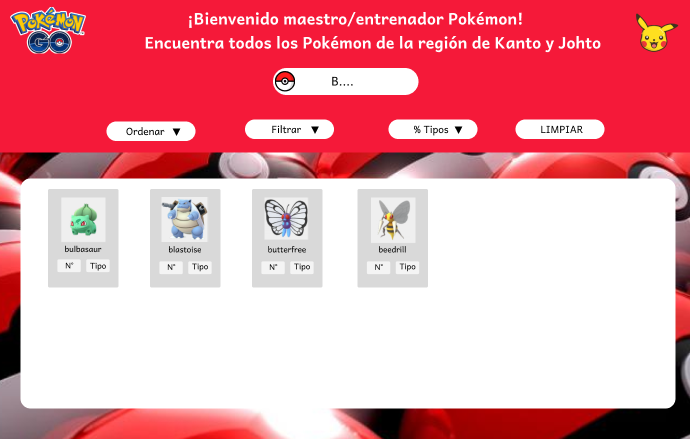 Pokémon
GO
¡Bienvenido maestro/entrenador Pokémon!
Encuentra todos los Pokémon de la región de Kanto y Johto
B....
Ordenar ▼
Filtrar ▼
% Tipos ▼
LIMPIAR
bulbasaur
N° Tipo
blastoise
N° Tipo
butterfree
N° Tipo
beedrill
N° Tipo